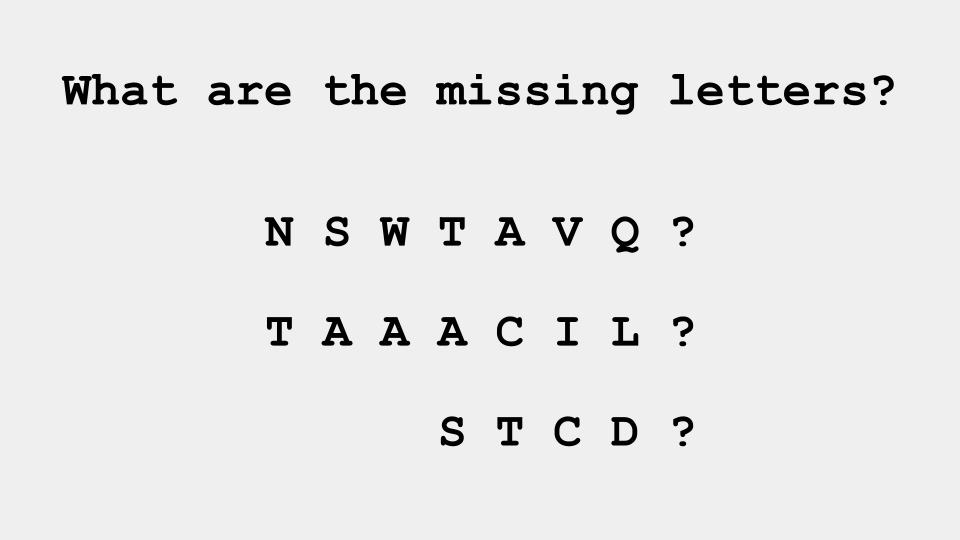 What are the missing letters?
N S W T A V Q ?
T A A A C I L ?
S T C D ?